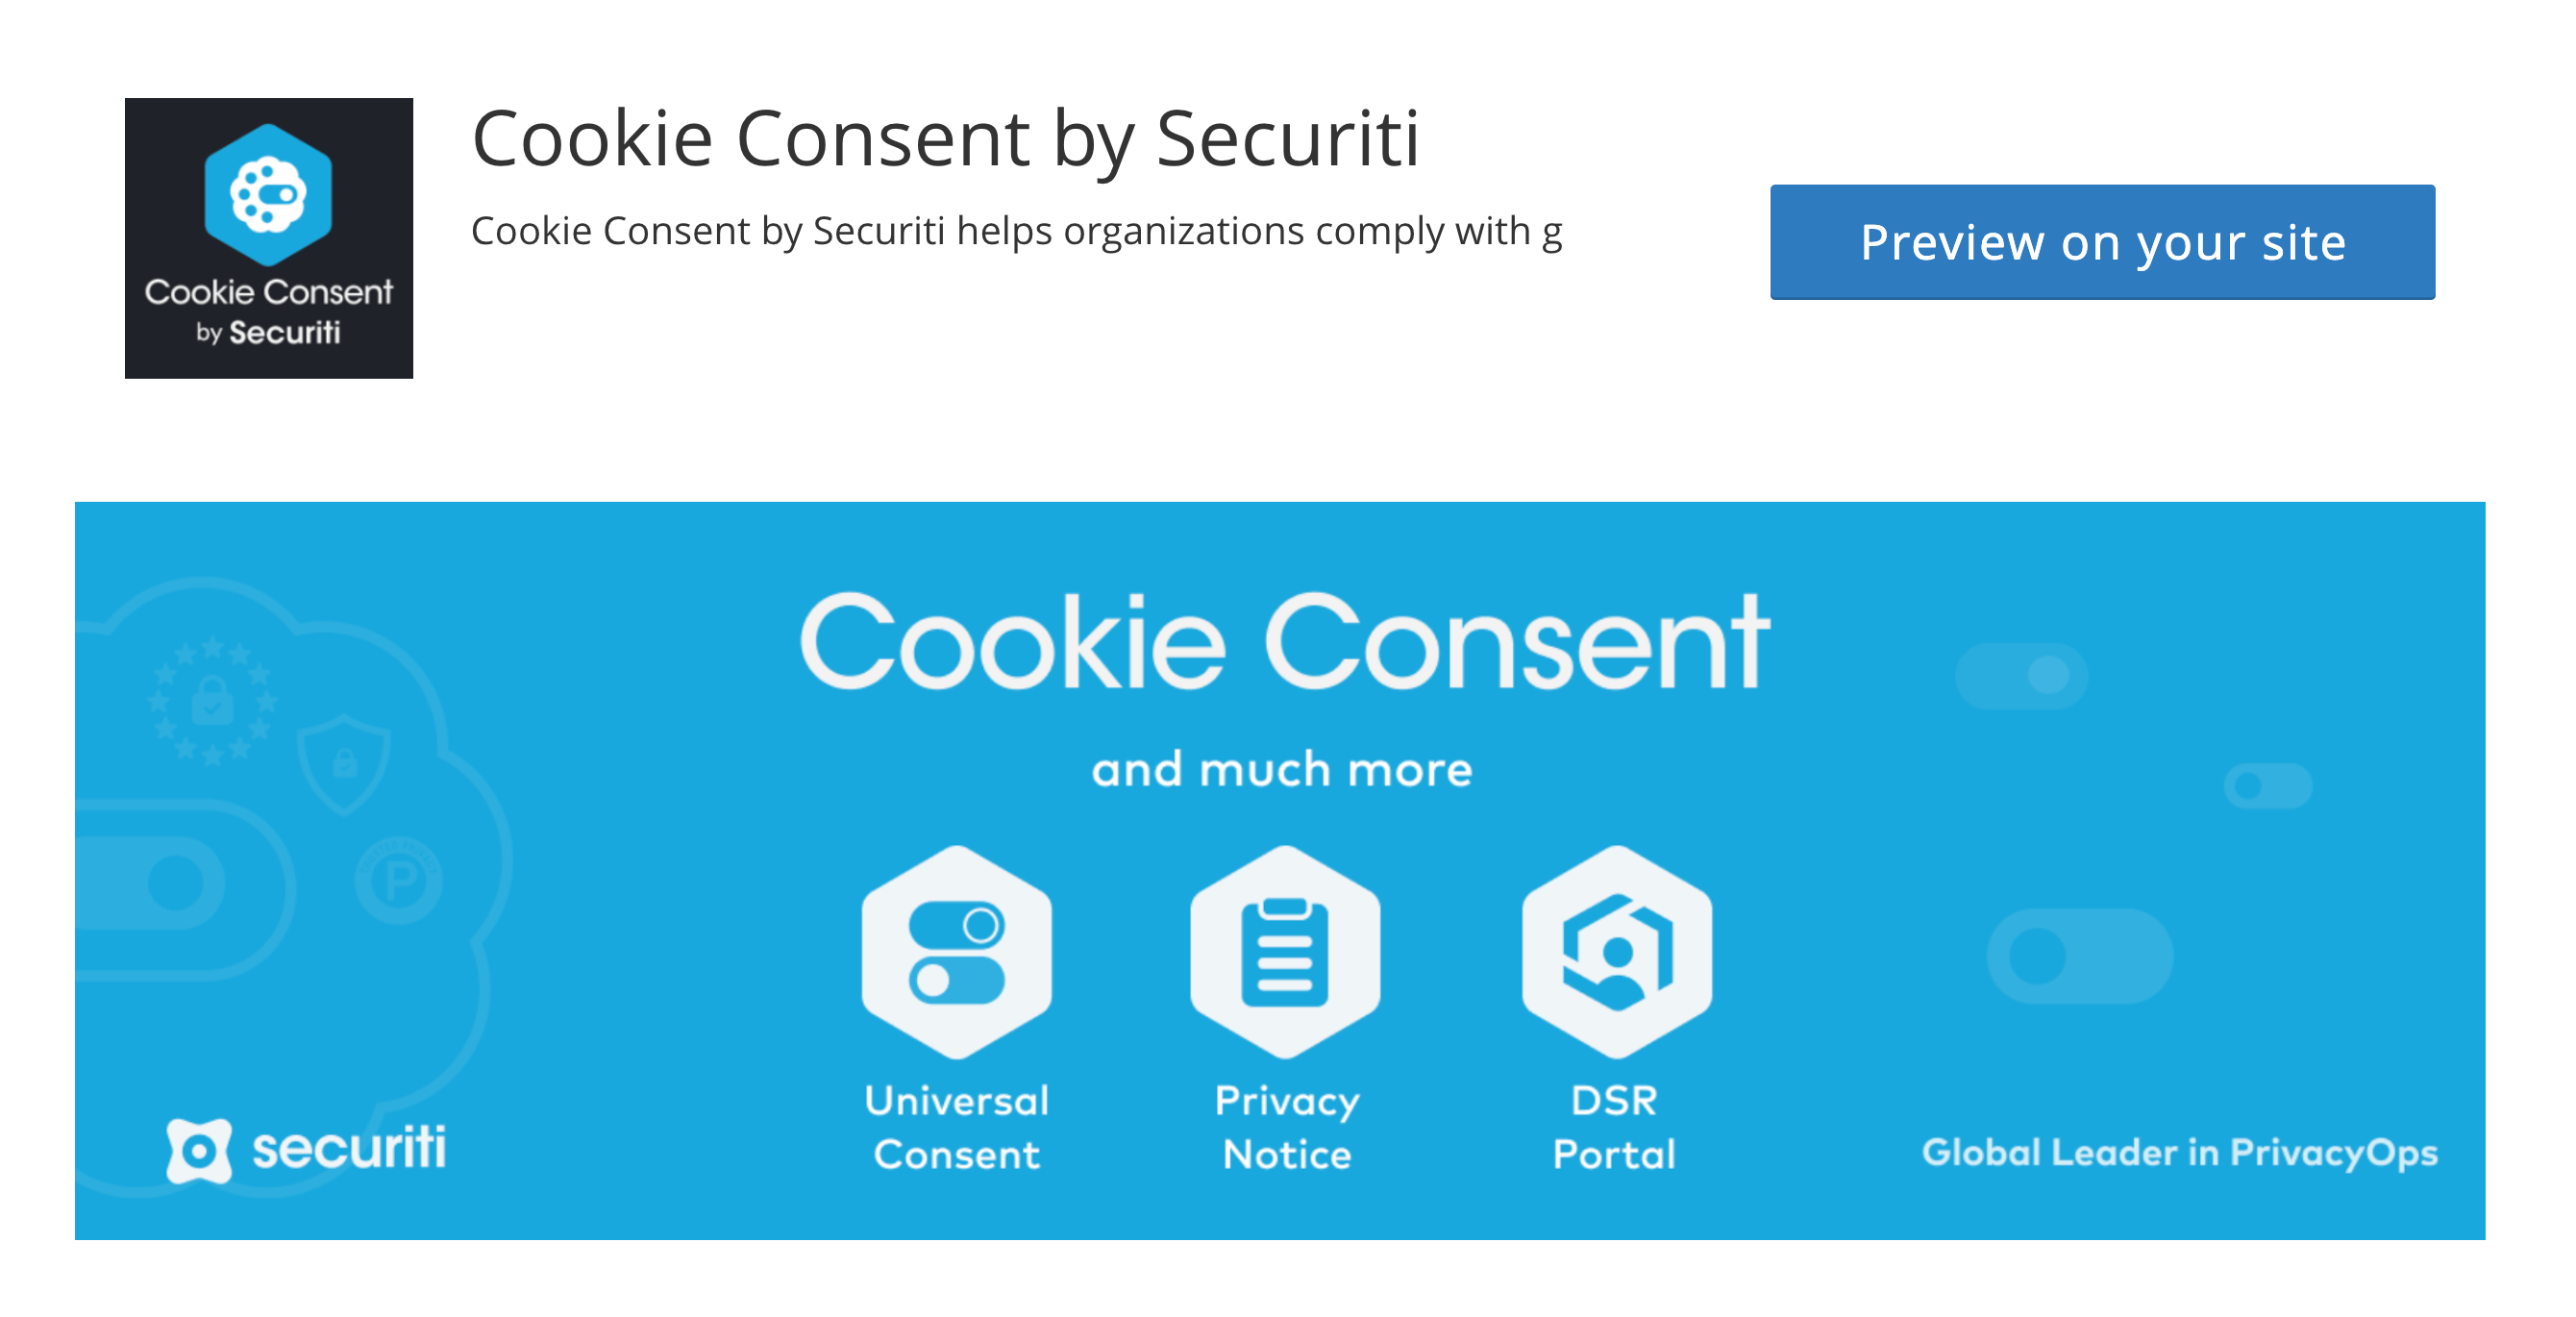 Cookie Consent by Securiti
Cookie Consent by Securiti helps organizations comply with g
Preview on your site
Cookie Consent
by Securiti
Cookie Consent
and much more
P
Universal
Consent
Privacy
Notice
DSR
Portal
securiti
Global Leader in PrivacyOps